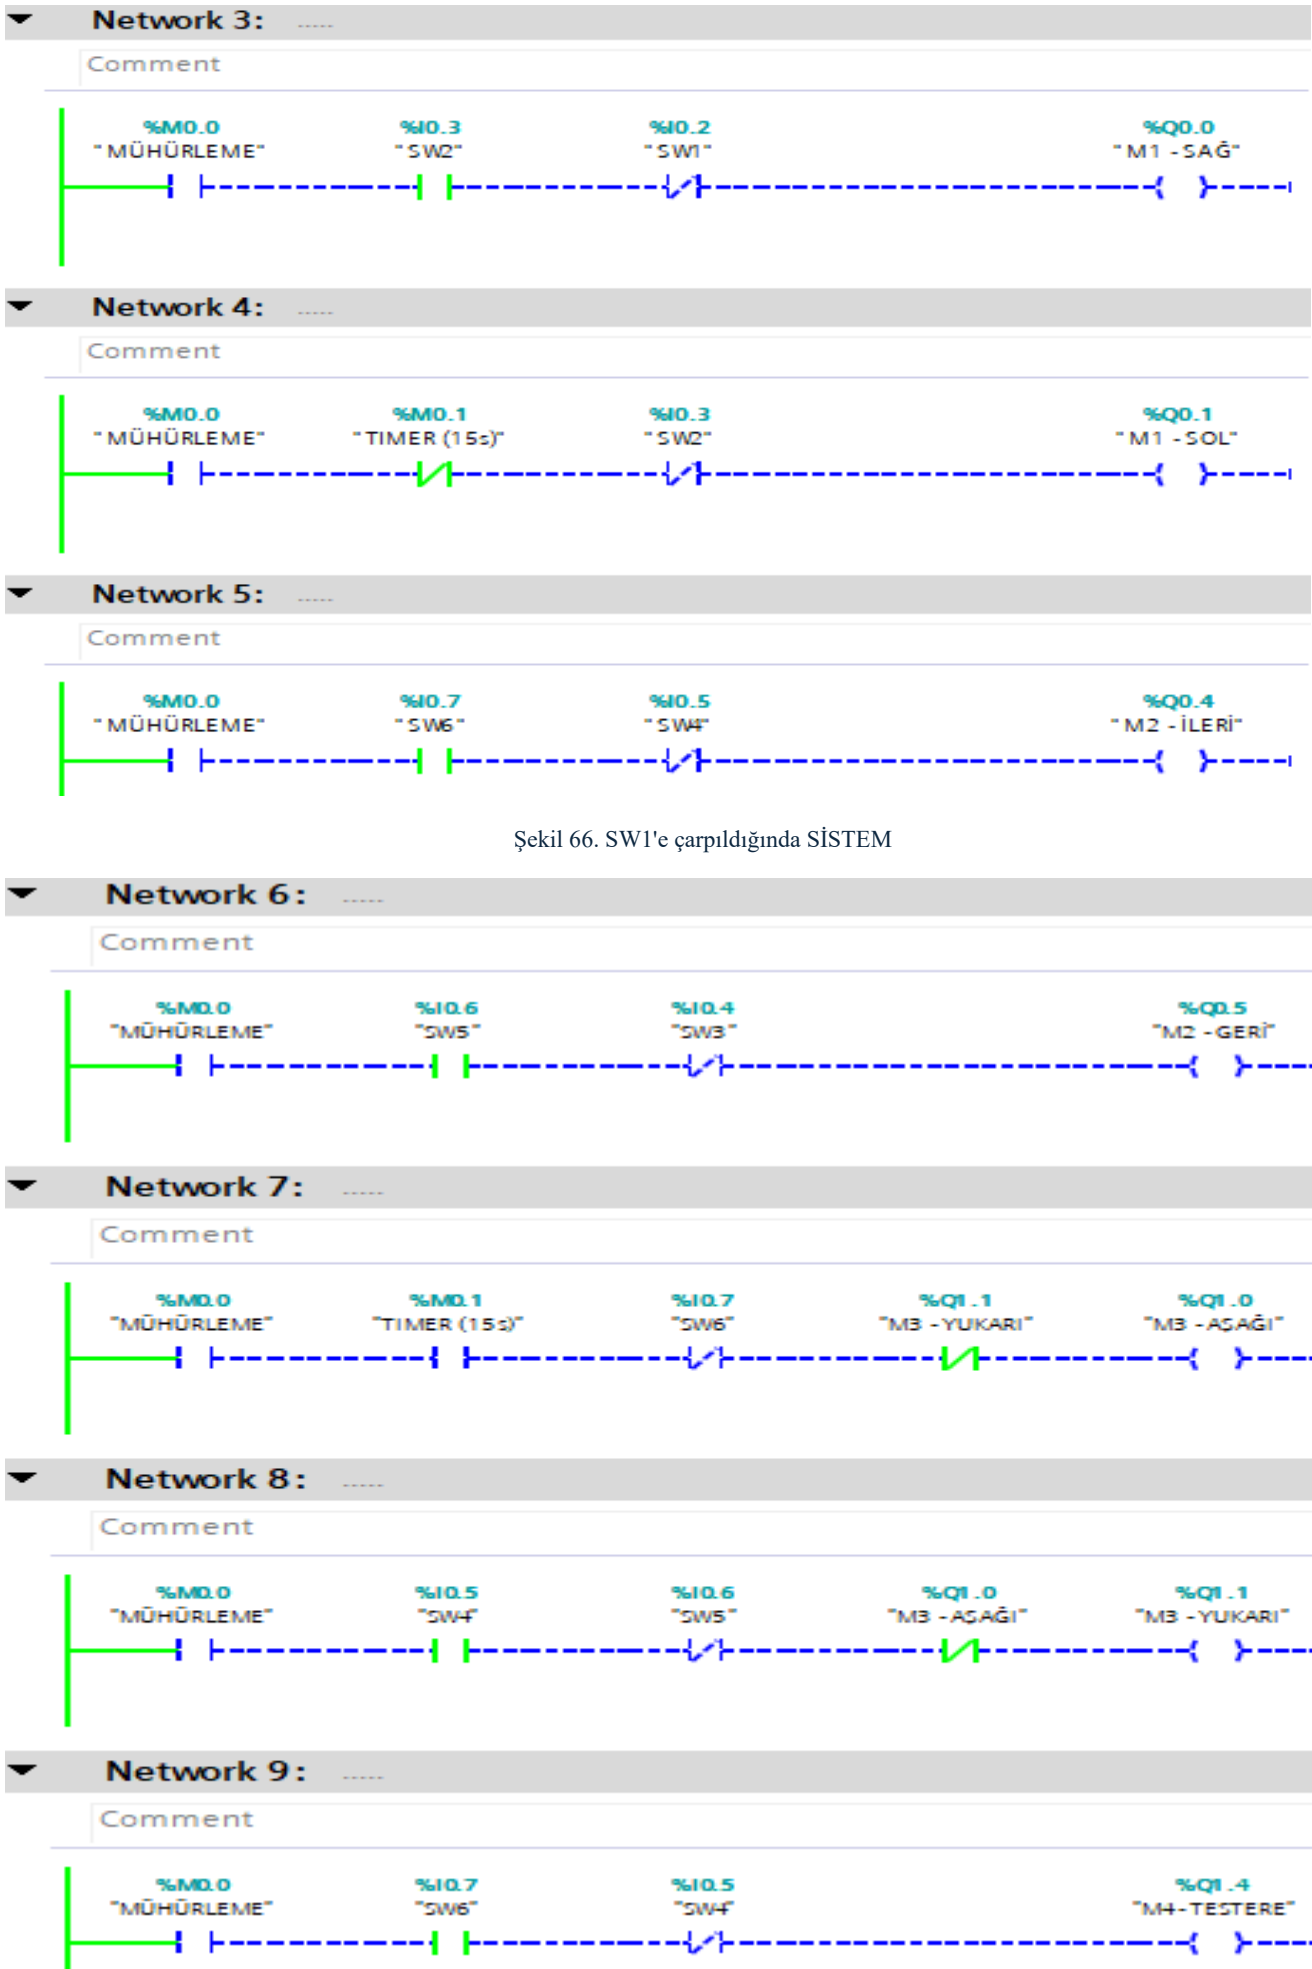 Network 3: .....
Comment
%M0.0 %I0.3 %I0.2 %Q0.0
"MÜHÜRLEME" "SW2" "SW1" "M1 -SAĞ"
Network 4: .....
Comment
%M0.0 %M0.1 %I0.3 %Q0.1
"MÜHÜRLEME" "TIMER (15s)" "SW2" "M1 -SOL"
Network 5: .....
Comment
%M0.0 %I0.7 %I0.5 %Q0.4
"MÜHÜRLEME" "SW6" "SW4" "M2 -İLERİ"
Şekil 66. SW1'e çarpıldığında SİSTEM
Network 6: .....
Comment
%M0.0 %I0.6 %I0.4 %Q0.5
"MÜHÜRLEME" "SW5" "SW3" "M2 -GERİ"
Network 7: .....
Comment
%M0.0 %M0.1 %I0.7 %Q1.1 %Q1.0
"MÜHÜRLEME" "TIMER (15s)" "SW6" "M3 -YUKARI" "M3 -AŞAĞI"
Network 8: .....
Comment
%M0.0 %I0.5 %I0.6 %Q1.0 %Q1.1
"MÜHÜRLEME" "SW4" "SW5" "M3 -AŞAĞI" "M3 -YUKARI"
Network 9: .....
Comment
%M0.0 %I0.7 %I0.5 %Q1.4
"MÜHÜRLEME" "SW6" "SW4" "M4-TESTERE"